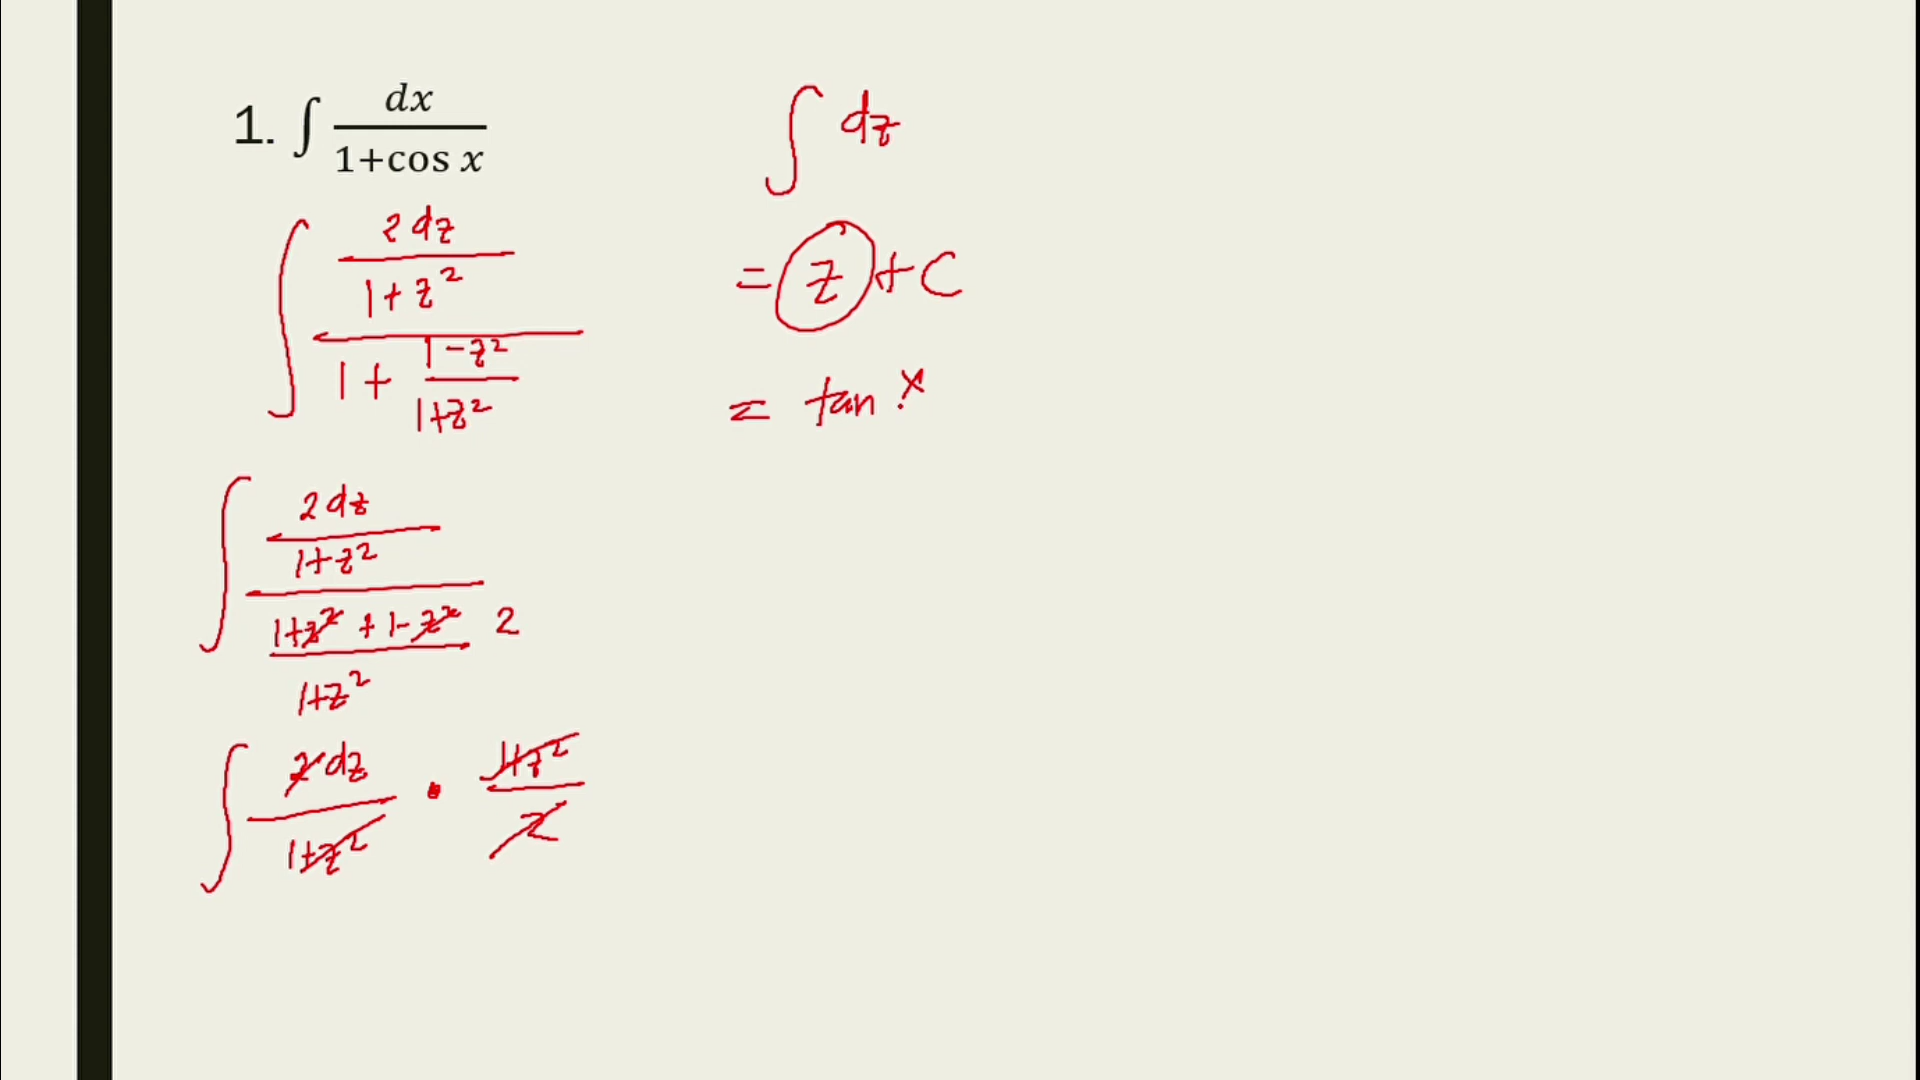 1. ∫ dx / (1+cos x)
∫ (2dz / (1+z²)) / (1 + (1-z²)/(1+z²))
∫ (2dz / (1+z²)) / ((1+z² + 1-z²) / (1+z²)) 2
∫ 2dz / (1+z²) • (1+z²) / 2
∫ dz
= z + C
= tan x